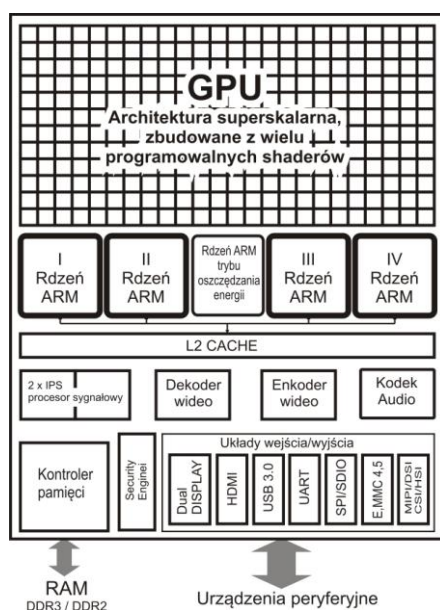 GPU
Architektura superskalarna,
zbudowane z wielu
programowalnych shaderów
I
Rdzeń
ARM
II
Rdzeń
ARM
Rdzeń ARM
trybu
oszczędzania
energii
III
Rdzeń
ARM
IV
Rdzeń
ARM
L2 CACHE
2 x IPS
procesor sygnałowy
Dekoder
wideo
Enkoder
wideo
Kodek
Audio
Kontroler
pamięci
Security
Enginei
Układy wejścia/wyjścia
Dual
DISPLAY
HDMI
USB 3.0
UART
SPI/SDIO
E,MMC 4,5
MIPI/DSI
CSI/HSI
RAM
DDR3 / DDR2
Urządzenia peryferyjne